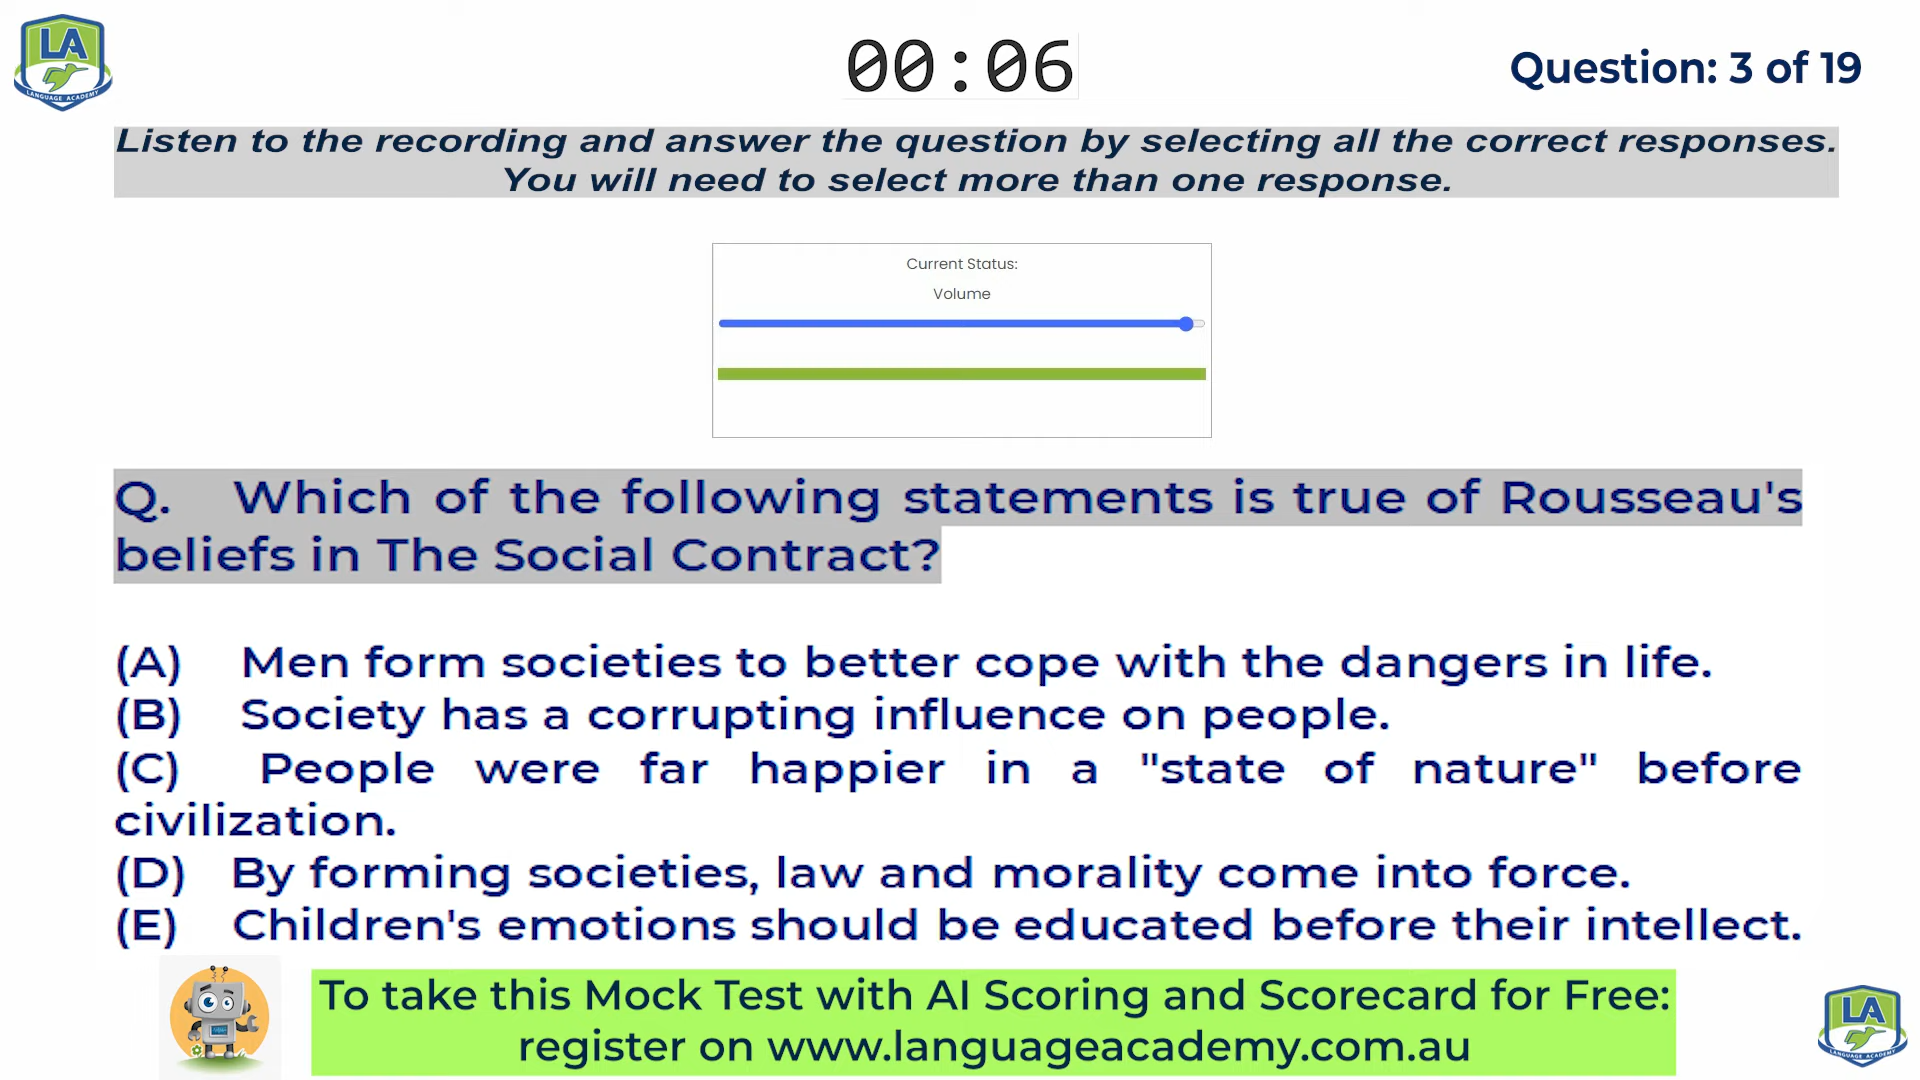 LA
LANGUAGE ACADEMY
00:06
Question: 3 of 19
Listen to the recording and answer the question by selecting all the correct responses.
You will need to select more than one response.
Current Status:
Volume
Q. Which of the following statements is true of Rousseau's
beliefs in The Social Contract?
(A) Men form societies to better cope with the dangers in life.
(B) Society has a corrupting influence on people.
(C) People were far happier in a "state of nature" before
civilization.
(D) By forming societies, law and morality come into force.
(E) Children's emotions should be educated before their intellect.
To take this Mock Test with AI Scoring and Scorecard for Free:
register on www.languageacademy.com.au
LA
LANGUAGE ACADEMY